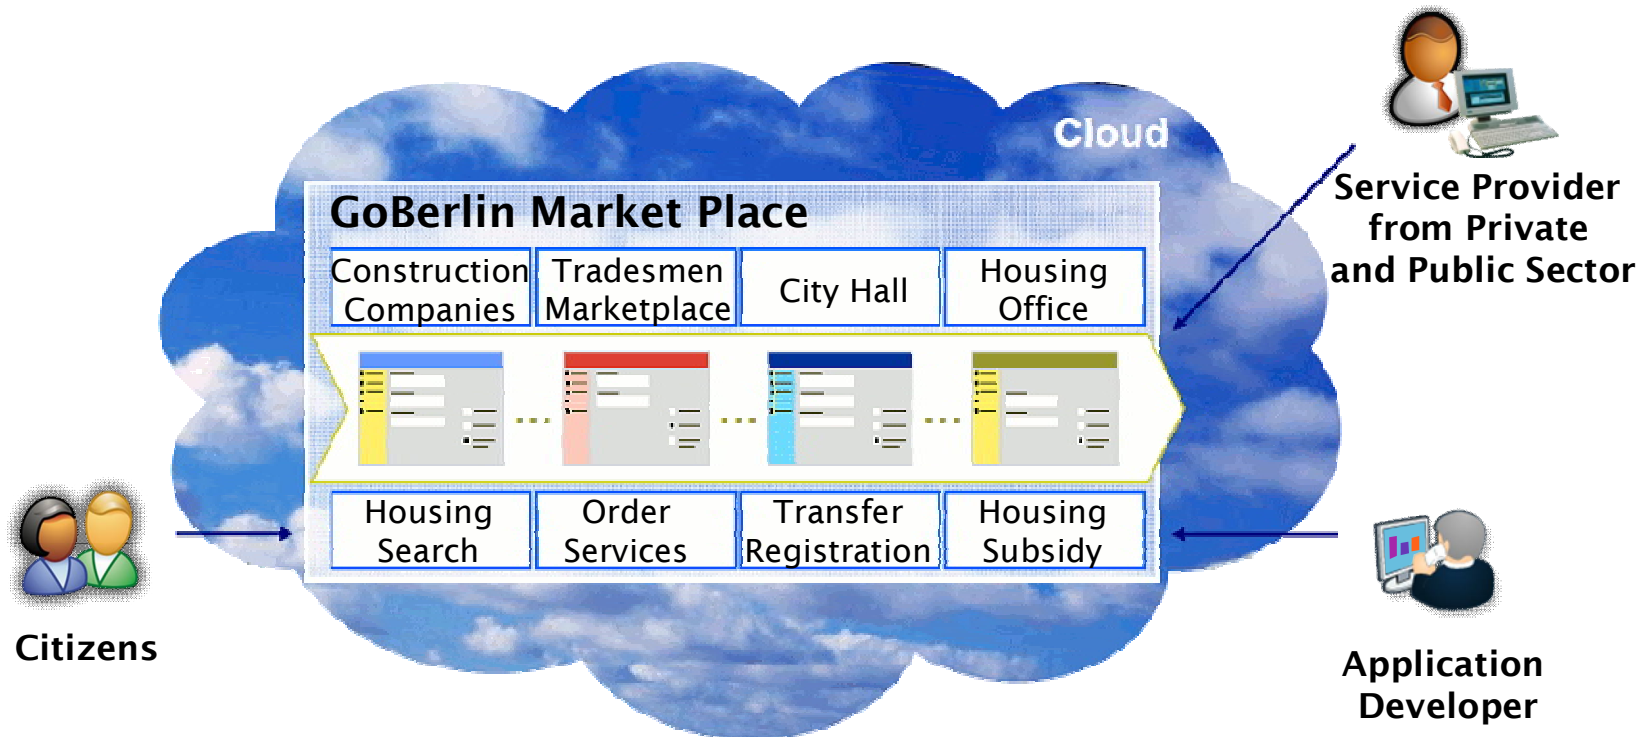 Cloud
Service Provider
from Private
and Public Sector
GoBerlin Market Place
Construction
Companies
Tradesmen
Marketplace
City Hall
Housing
Office
Housing
Search
Order
Services
Transfer
Registration
Housing
Subsidy
Citizens
Application
Developer